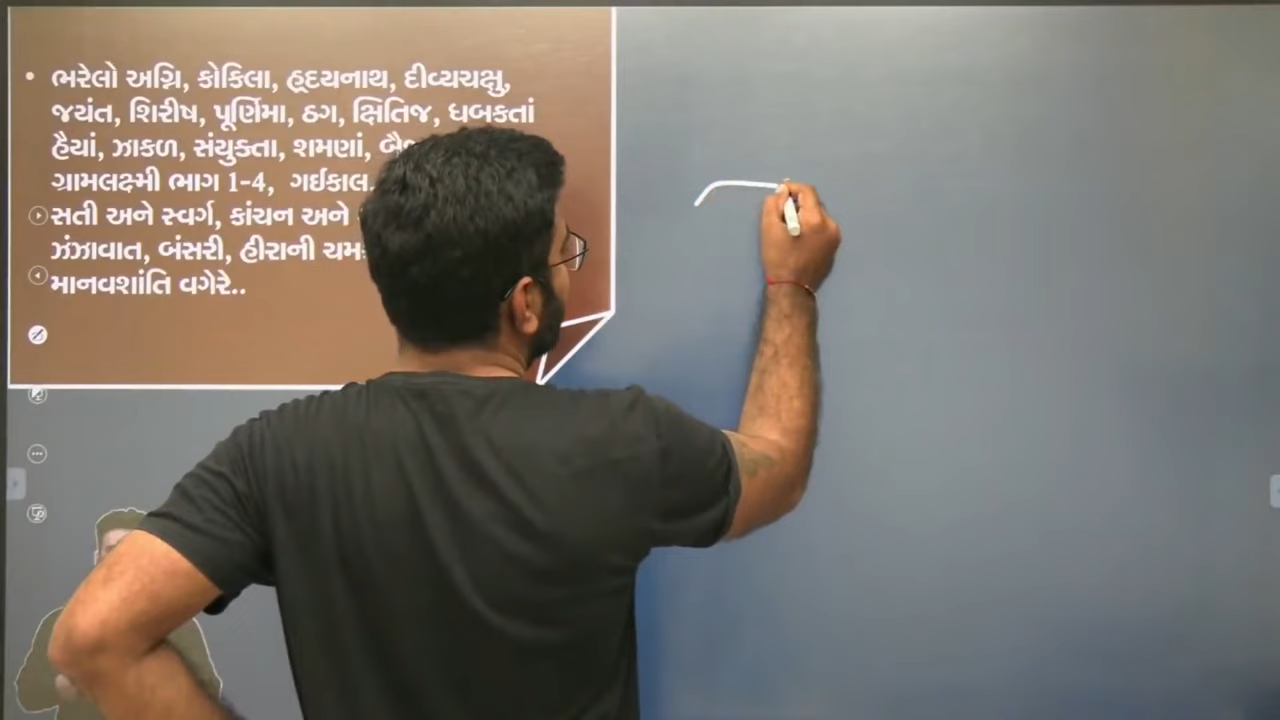 • ભરેલો અગ્નિ, કોકિલા, હૃદયનાથ, દીવ્યચક્ષુ,
જયંત, શિરીષ, પૂર્ણિમા, ઠગ, ક્ષિતિજ, ધબકતાં
હૈયાં, ઝાકળ, સંયુક્તા, શમણાં,
ગ્રામલક્ષ્મી ભાગ 1-4, ગઈકાલ.
સતી અને સ્વર્ગ, કાંચન અને
ઝંઝાવાત, બંસરી, હીરાની
માનવશાંતિ વગેરે..